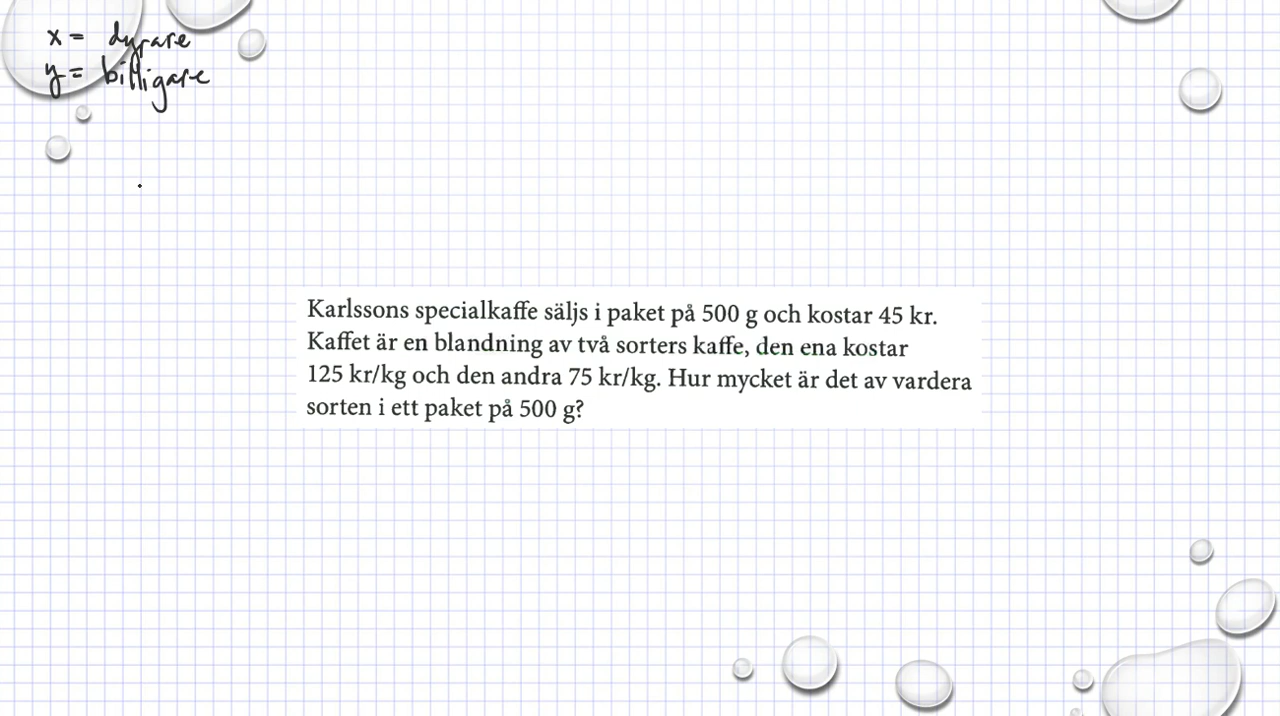 x = dyrare
y = billigare
Karlssons specialkaffe säljs i paket på 500 g och kostar 45 kr.
Kaffet är en blandning av två sorters kaffe, den ena kostar
125 kr/kg och den andra 75 kr/kg. Hur mycket är det av vardera
sorten i ett paket på 500 g?